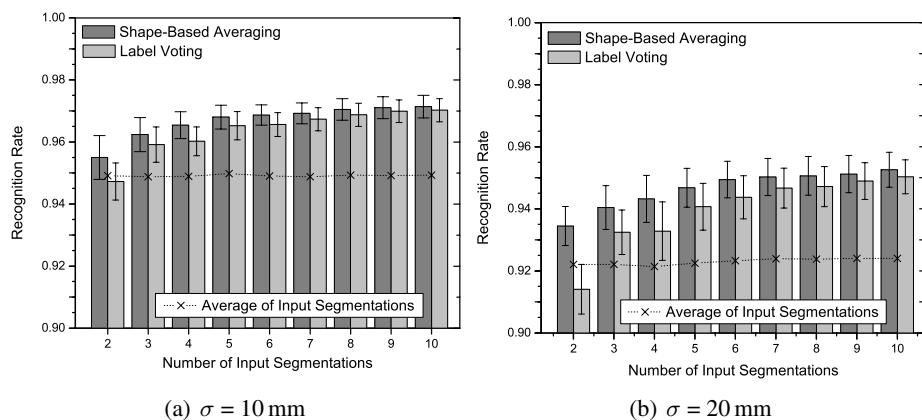 1.00
0.98
0.96
0.94
0.92
0.90
Recognition Rate
Shape-Based Averaging
Label Voting
Average of Input Segmentations
2 3 4 5 6 7 8 9 10
Number of Input Segmentations
(a) σ = 10 mm
1.00
0.98
0.96
0.94
0.92
0.90
Recognition Rate
Shape-Based Averaging
Label Voting
Average of Input Segmentations
2 3 4 5 6 7 8 9 10
Number of Input Segmentations
(b) σ = 20 mm